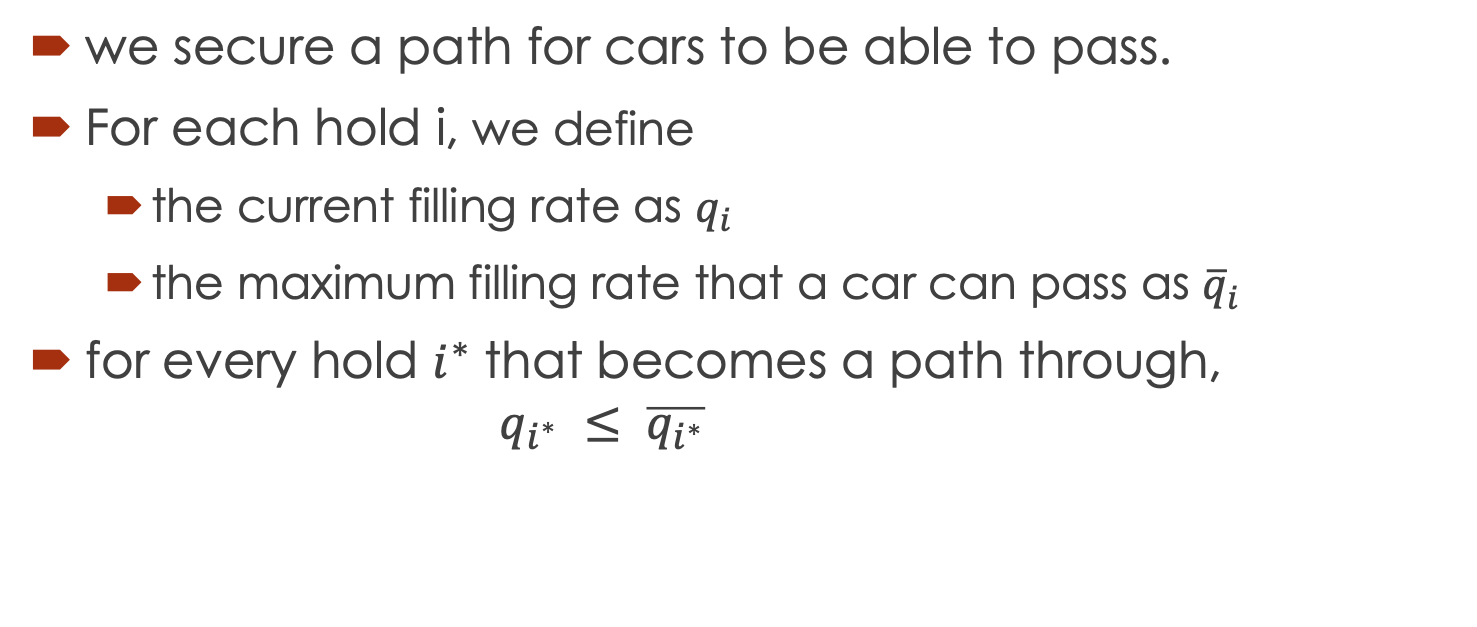 we secure a path for cars to be able to pass.
For each hold i, we define
the current filling rate as 𝑞𝑖
the maximum filling rate that a car can pass as 𝑞̅𝑖
for every hold 𝑖* that becomes a path through,
𝑞𝑖* ≤ 𝑞𝑖*̅